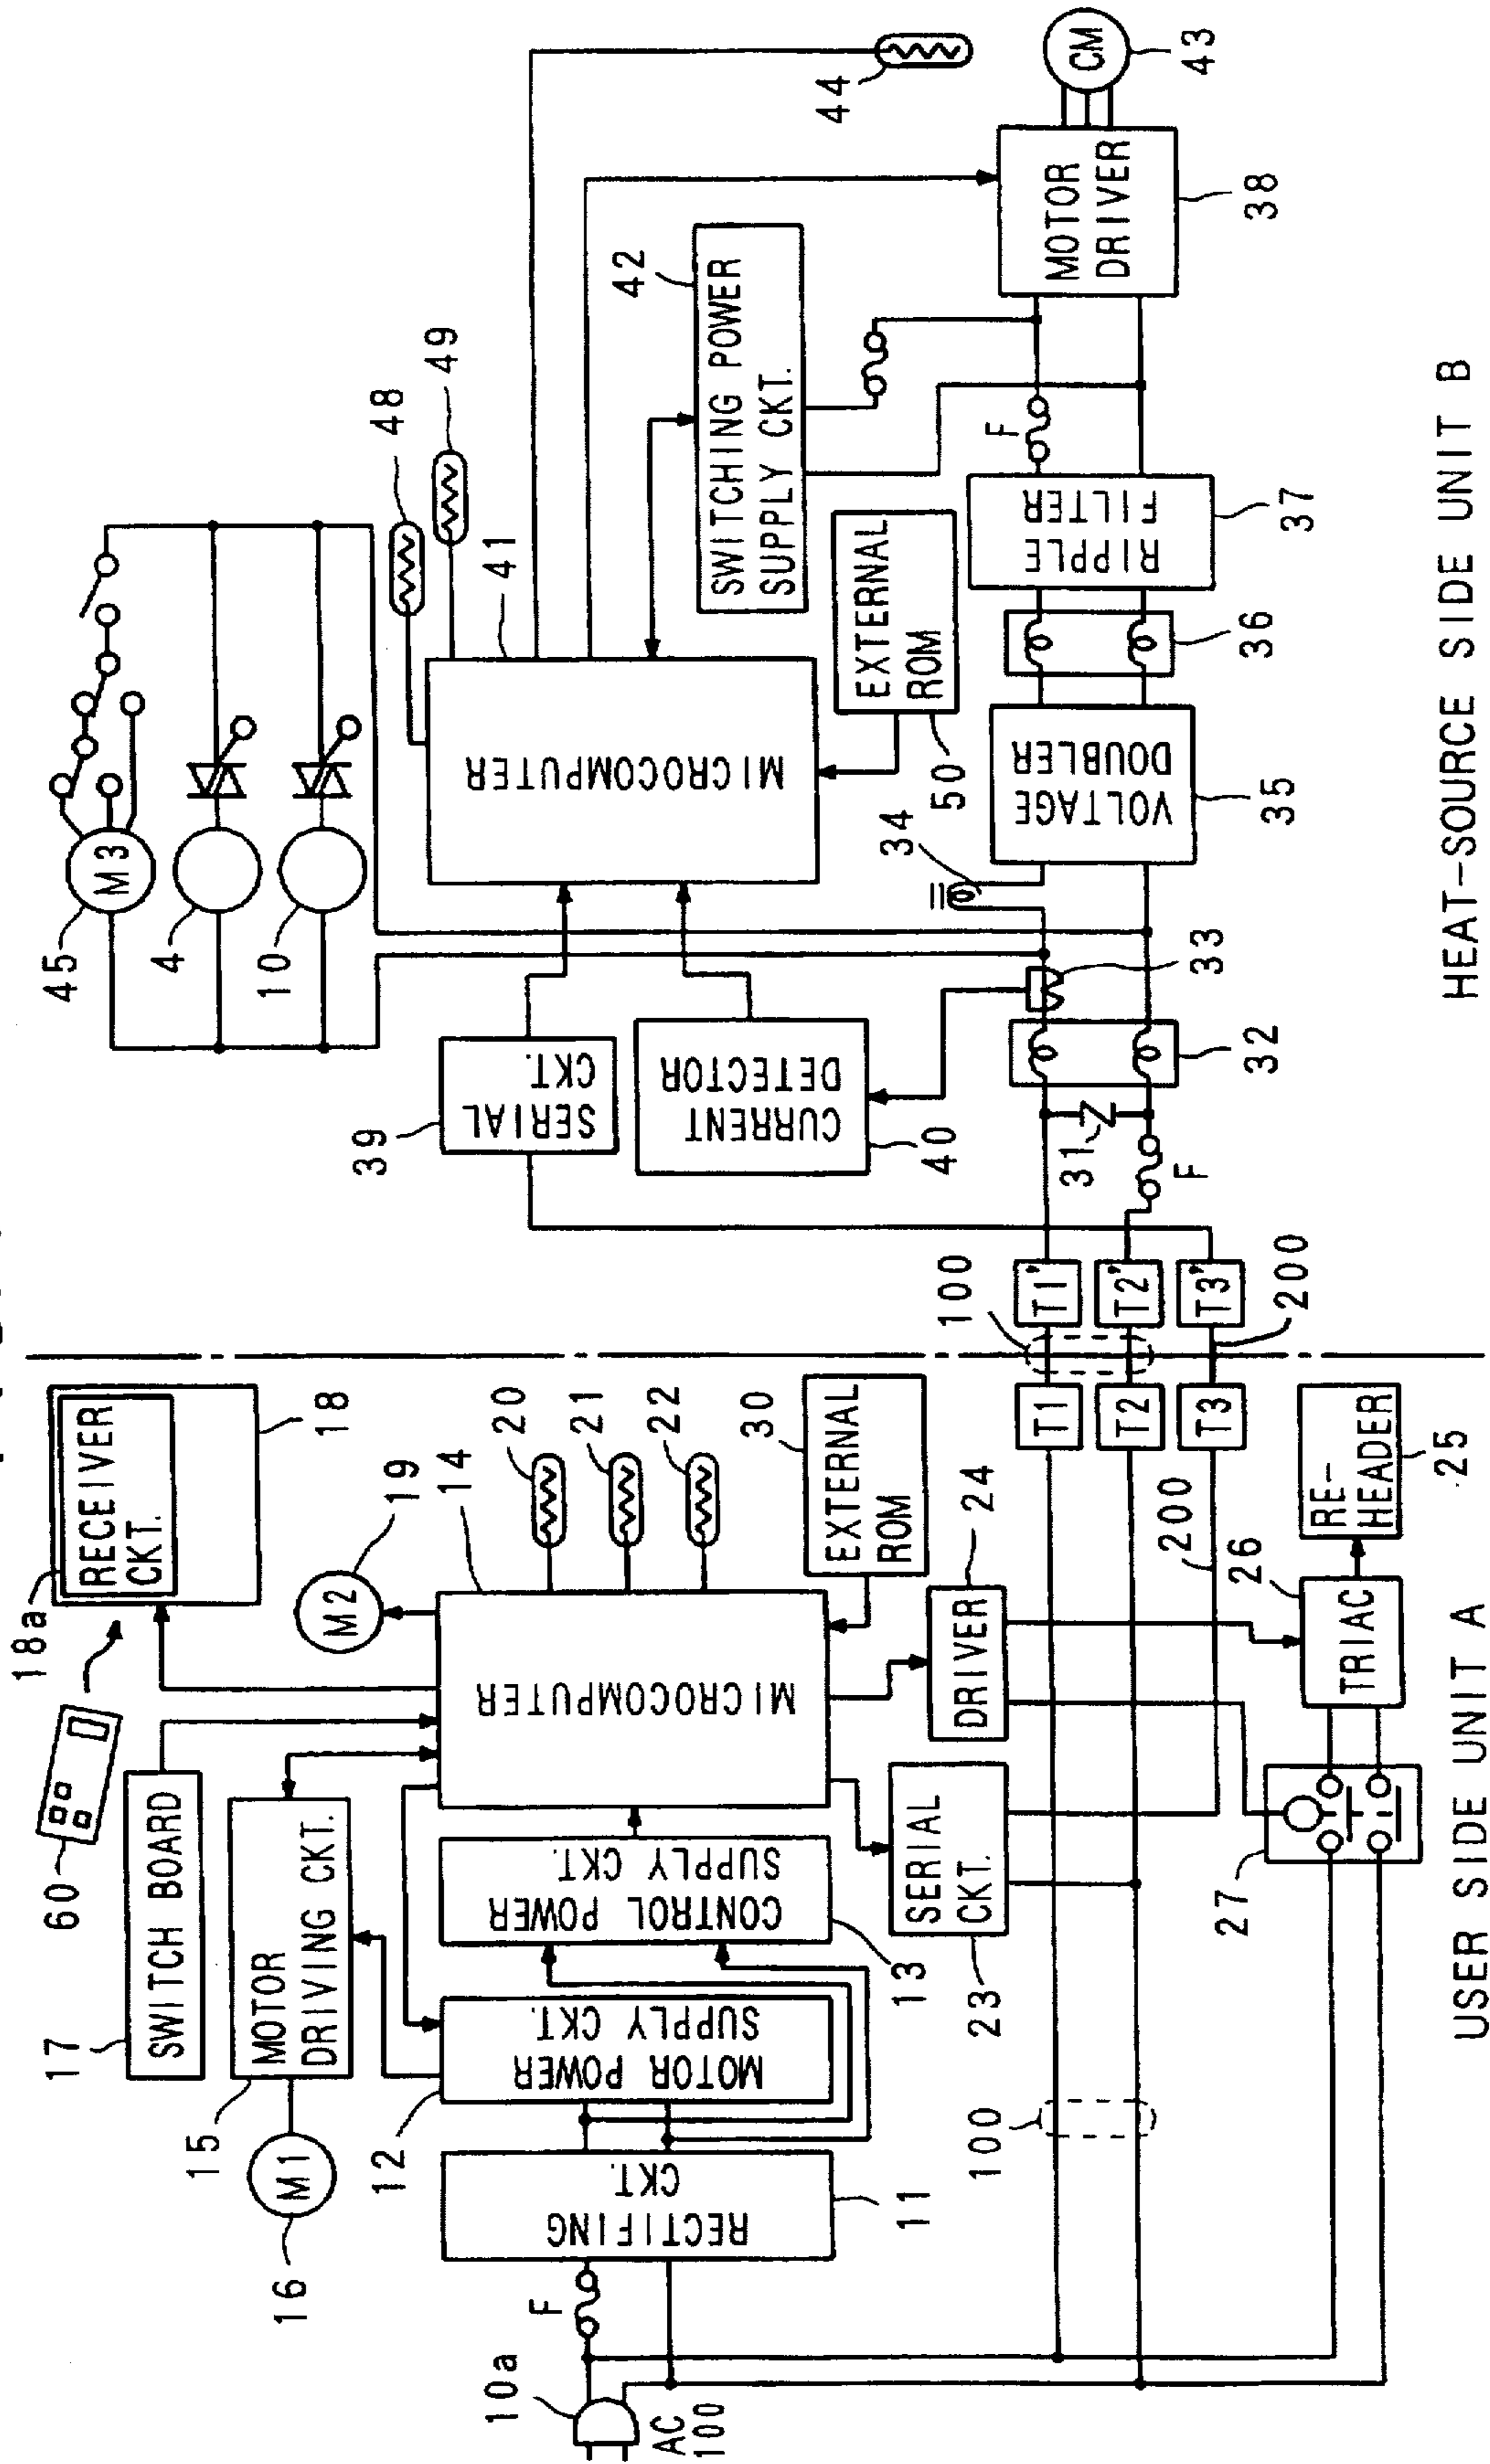 10a
AC
100
F
RECTIFING
CKT.
11
16
M1
15
MOTOR
DRIVING CKT.
12
MOTOR POWER
SUPPLY CKT.
17
SWITCH BOARD
60
13
CONTROL POWER
SUPPLY CKT.
18a
RECEIVER
CKT.
18
M2
19
14
MICROCOMPUTER
20
21
22
30
EXTERNAL
ROM
23
SERIAL
CKT.
DRIVER
24
100
27
TRIAC
26
RE-
HEADER
25
200
T1
T2
T3
100
T1'
T2'
T3'
200
USER SIDE UNIT A
39
SERIAL
CKT.
40
CURRENT
DETECTOR
31
F
32
33
34
45
M3
4
10
41
MICROCOMPUTER
48
49
50
EXTERNAL
ROM
35
VOLTAGE
DOUBLER
36
37
RIPPLE
FILTER
F
42
SWITCHING POWER
SUPPLY CKT.
MOTOR
DRIVER
38
44
CM
43
HEAT-SOURCE SIDE UNIT B